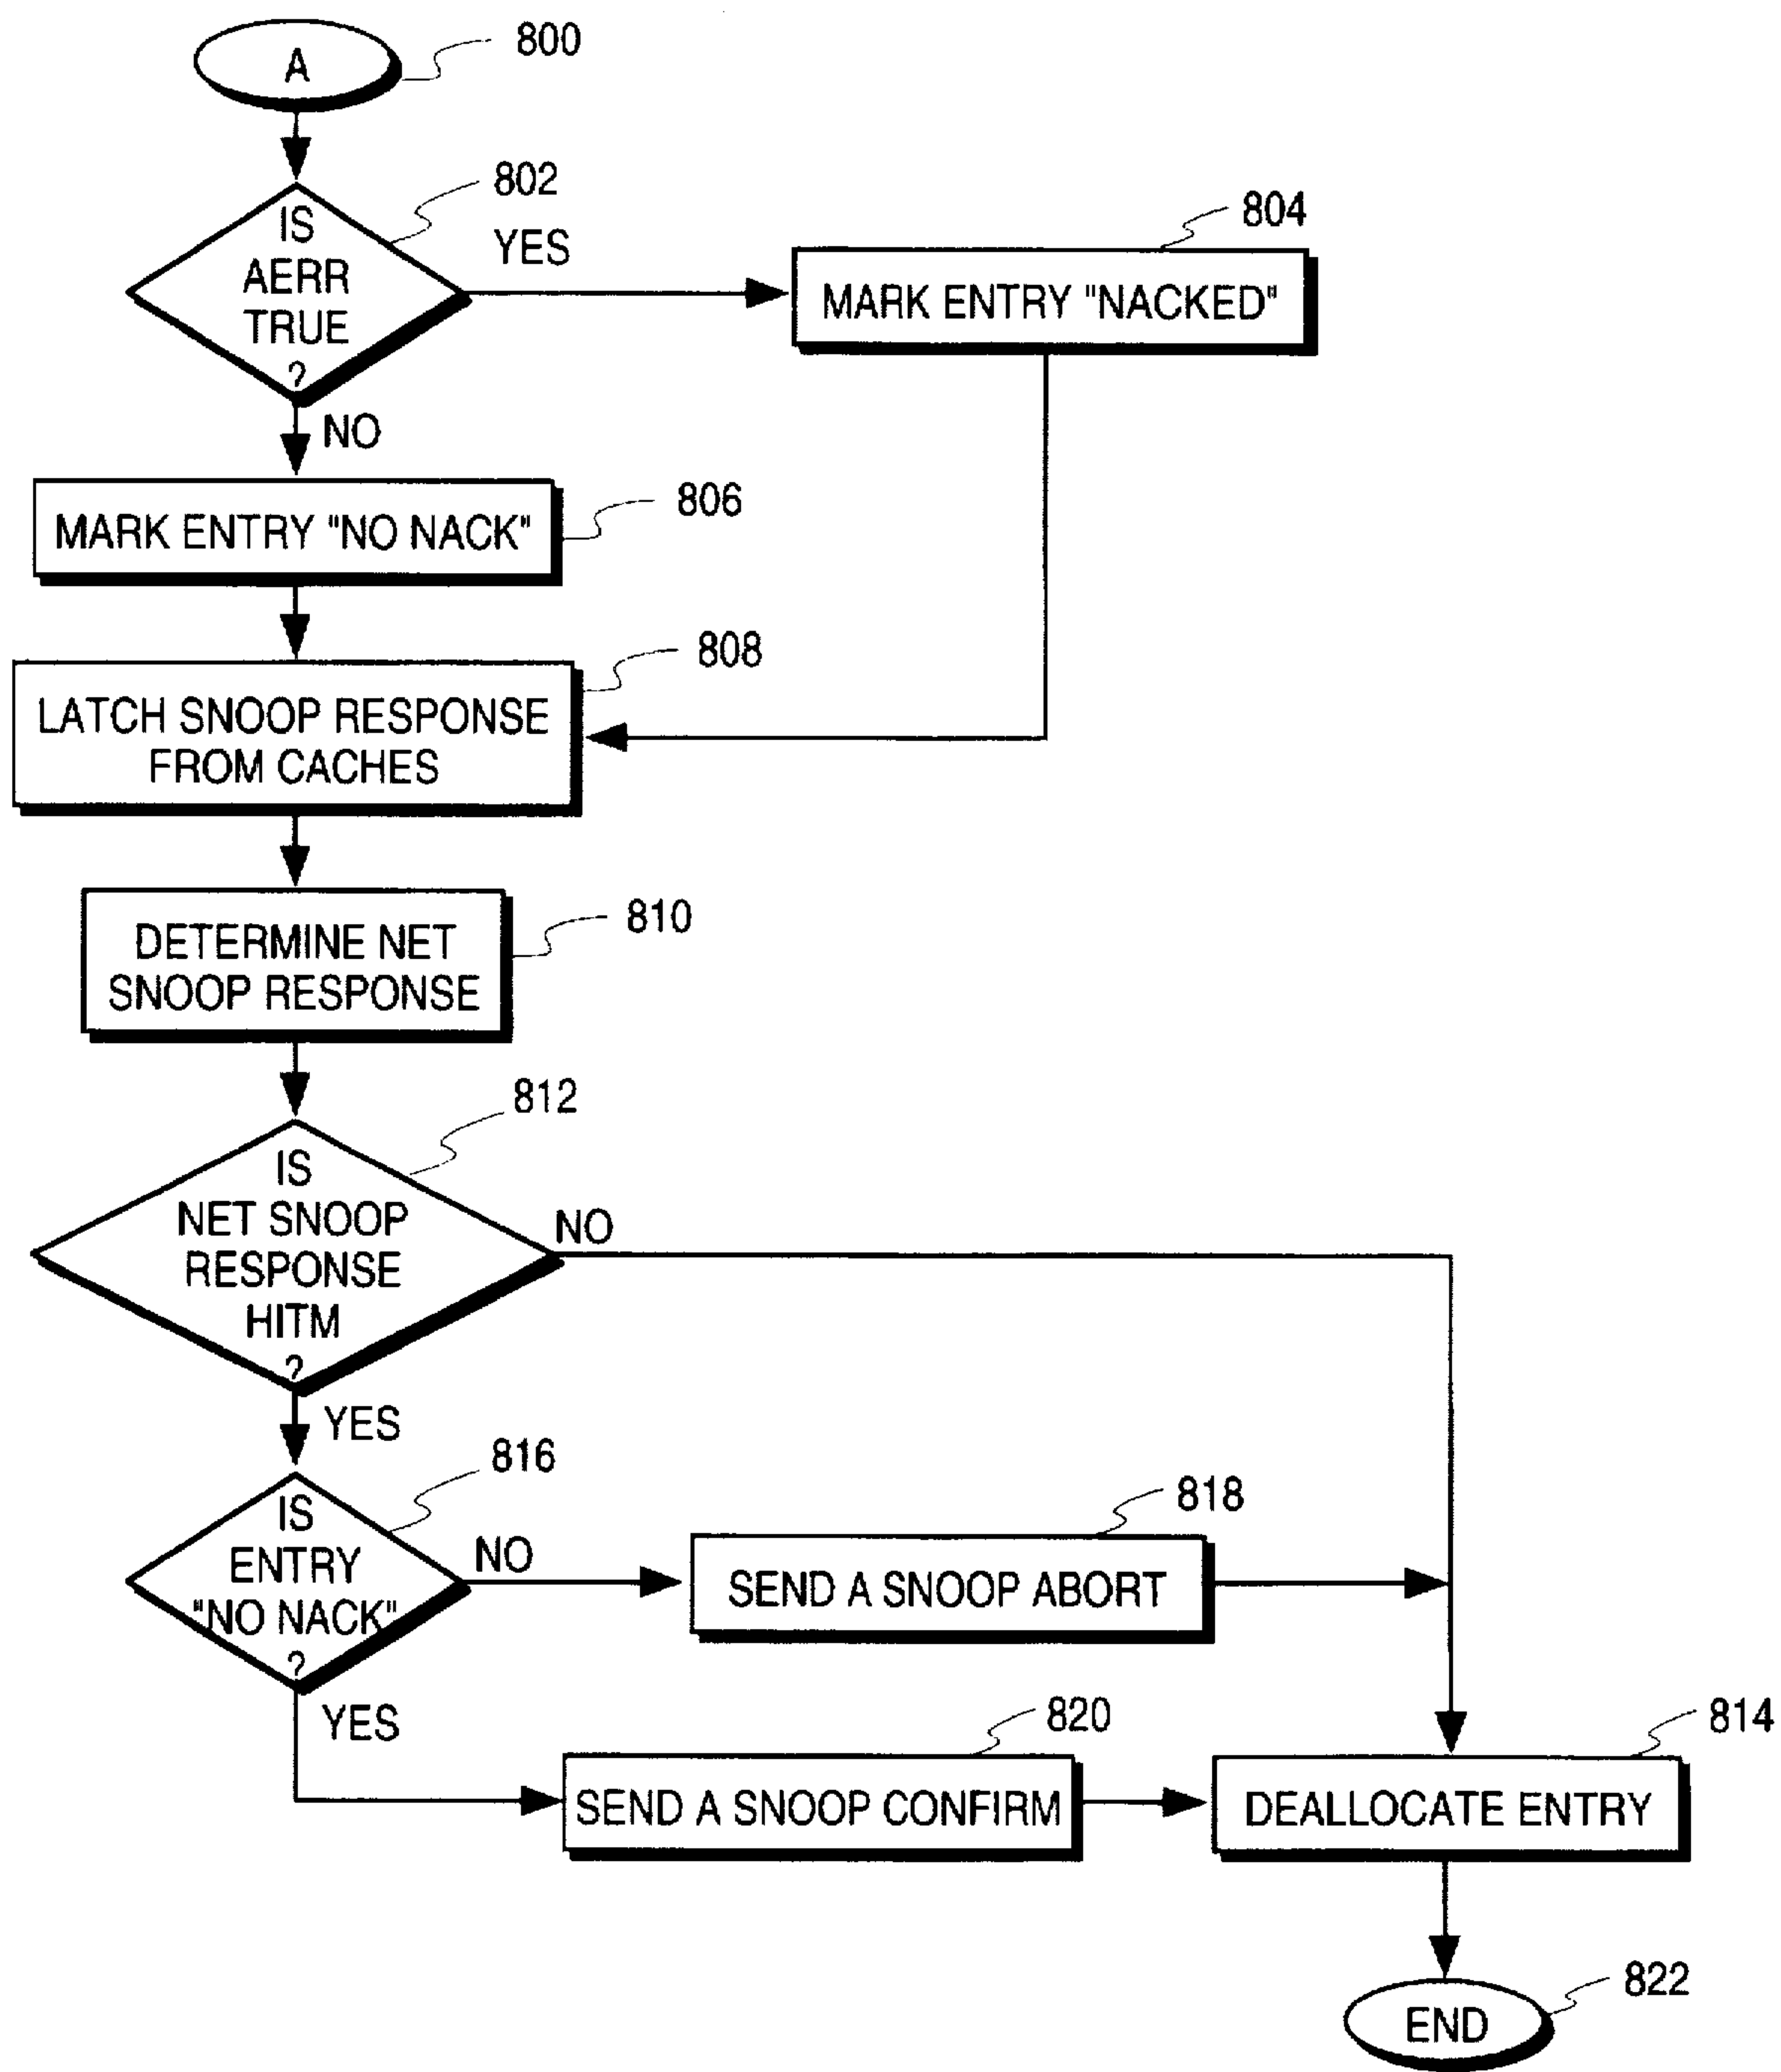 A
800
IS
AERR
TRUE
?
802
YES
MARK ENTRY "NACKED"
804
NO
MARK ENTRY "NO NACK"
806
LATCH SNOOP RESPONSE
FROM CACHES
808
DETERMINE NET
SNOOP RESPONSE
810
IS
NET SNOOP
RESPONSE
HITM
?
812
NO
YES
IS
ENTRY
"NO NACK"
?
816
NO
SEND A SNOOP ABORT
818
YES
SEND A SNOOP CONFIRM
820
DEALLOCATE ENTRY
814
END
822